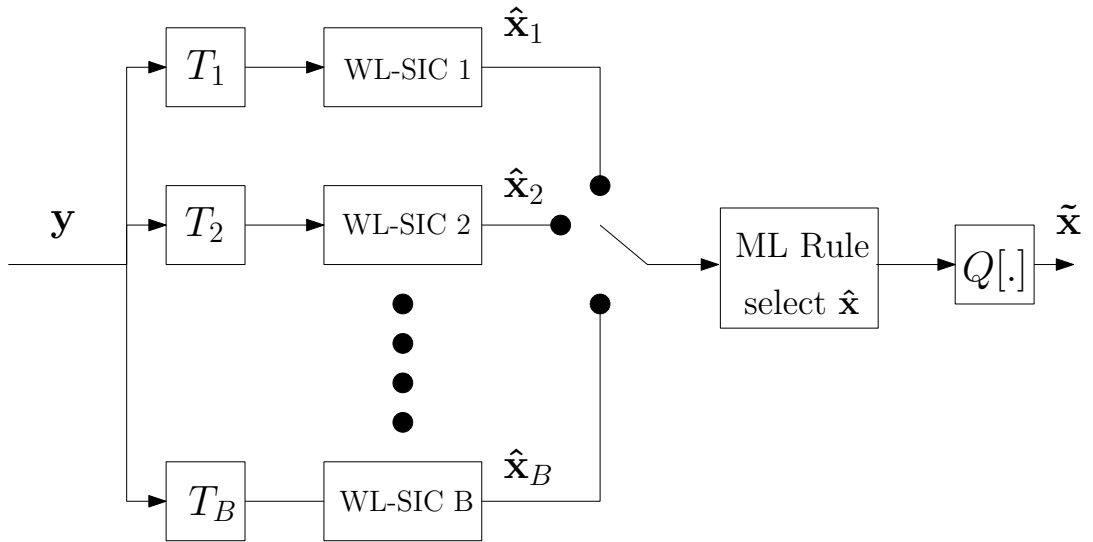 T₁
WL-SIC 1
x̂₁
y
T₂
WL-SIC 2
x̂₂
ML Rule
select x̂
Q[.]
x̃
T_B
WL-SIC B
x̂_B